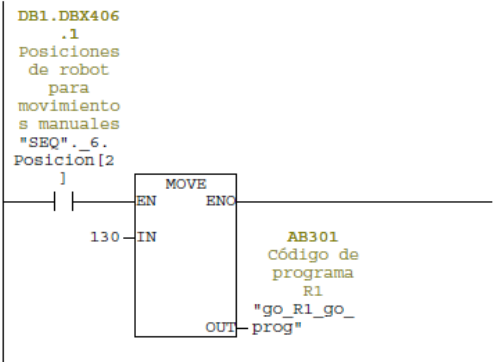 DB1.DBX406
.1
Posiciones
de robot
para
movimiento
s manuales
"SEQ"._6.
Posicion[2
]
MOVE
EN ENO
130 IN
AB301
Código de
programa
R1
"go_R1_go_
OUT prog"